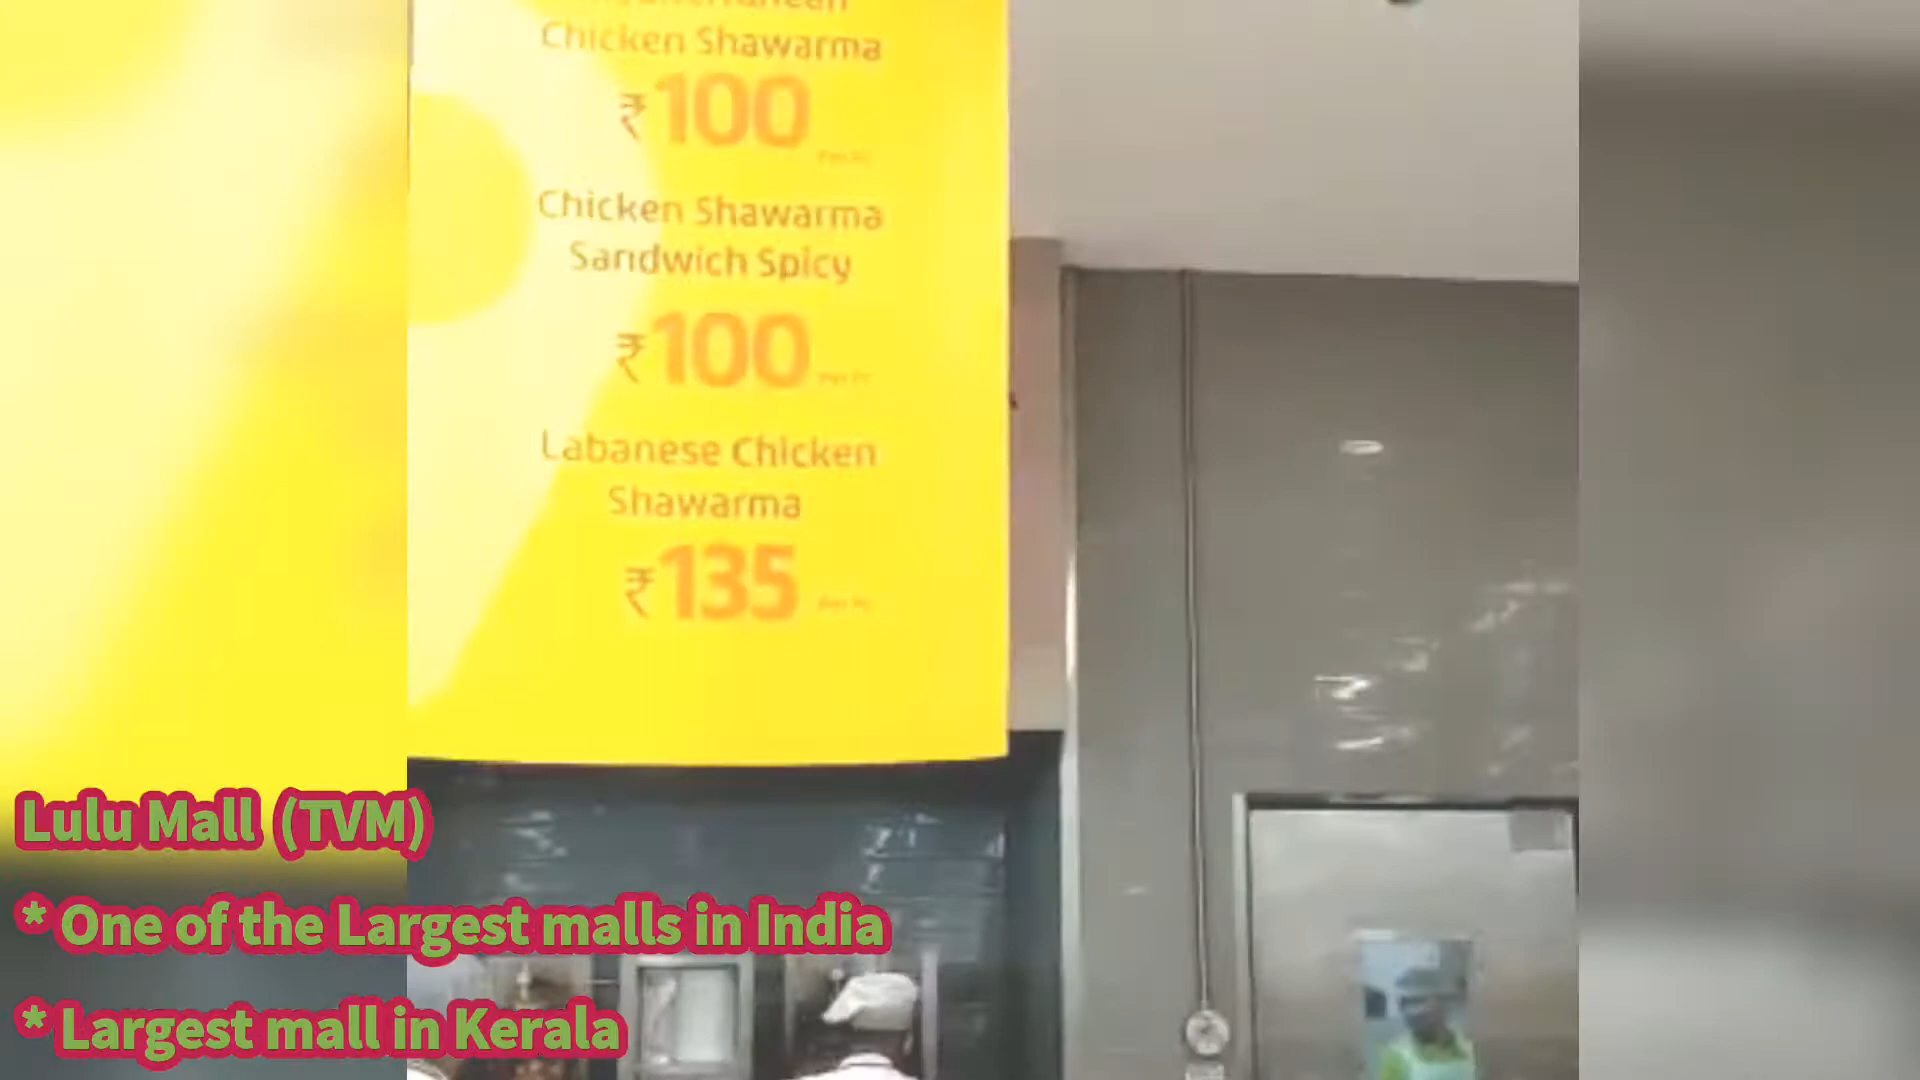 Chicken Shawarma
₹100
Chicken Shawarma
Sandwich Spicy
₹100
Labanese Chicken
Shawarma
₹135
Lulu Mall (TVM)
* One of the Largest malls in India
* Largest mall in Kerala